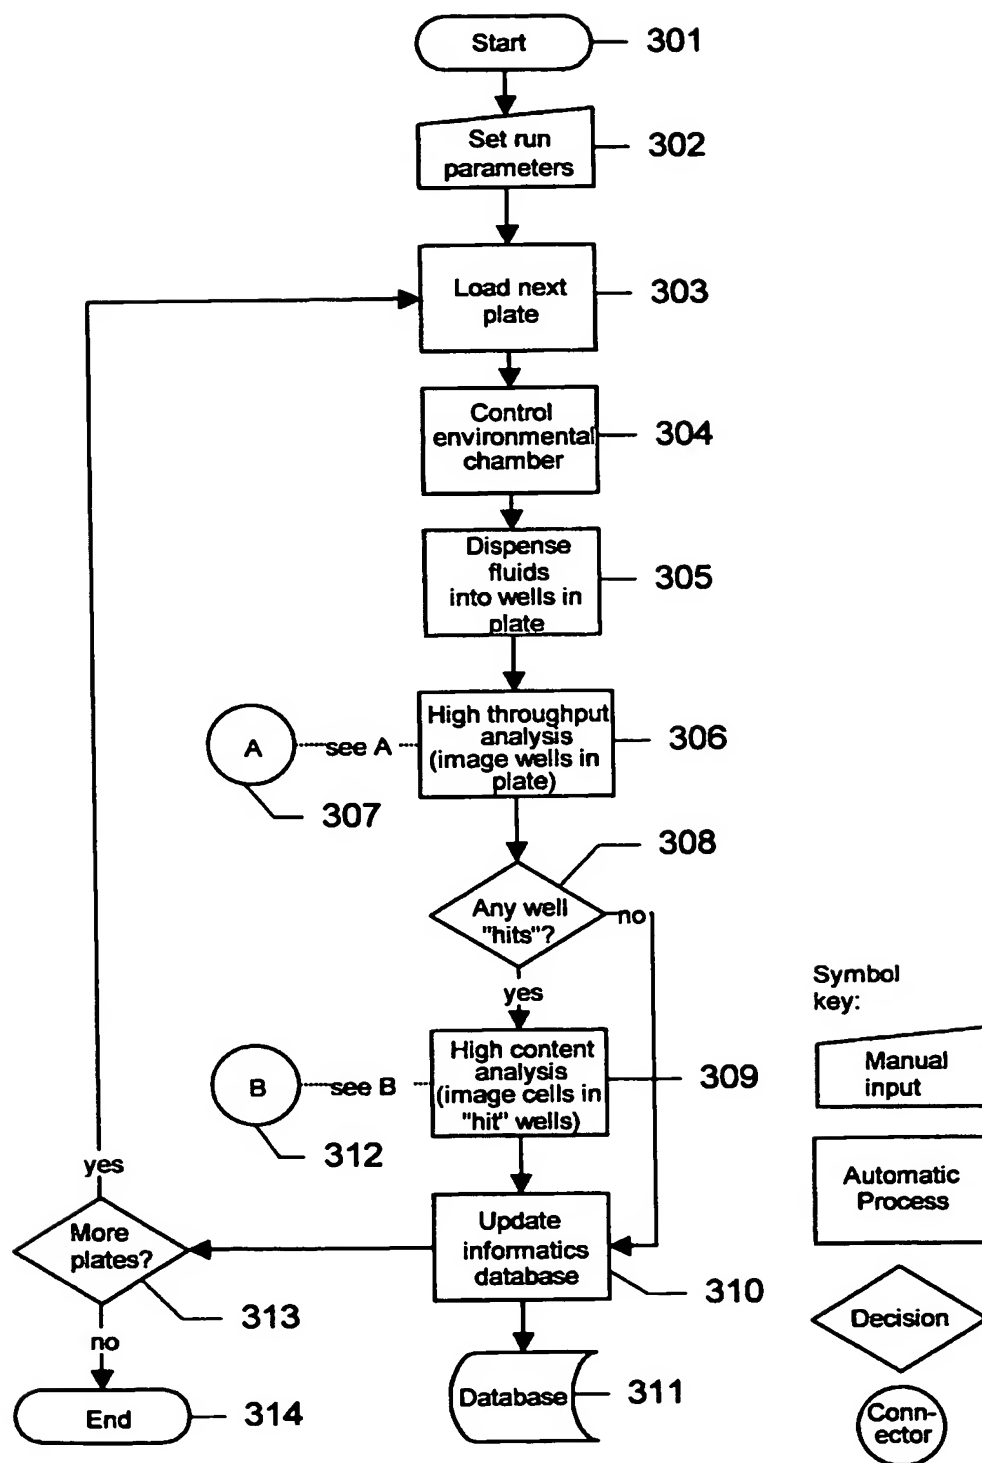 Start
301
Set run
parameters
302
Load next
plate
303
Control
environmental
chamber
304
Dispense
fluids
into wells in
plate
305
High throughput
analysis
(image wells in
plate)
306
A
see A
307
308
Any well
"hits"?
no
yes
High content
analysis
(image cells in
"hit" wells)
309
B
see B
312
Update
informatics
database
310
yes
More
plates?
313
no
End
314
Database
311
Symbol
key:
Manual
input
Automatic
Process
Decision
Conn-
ector